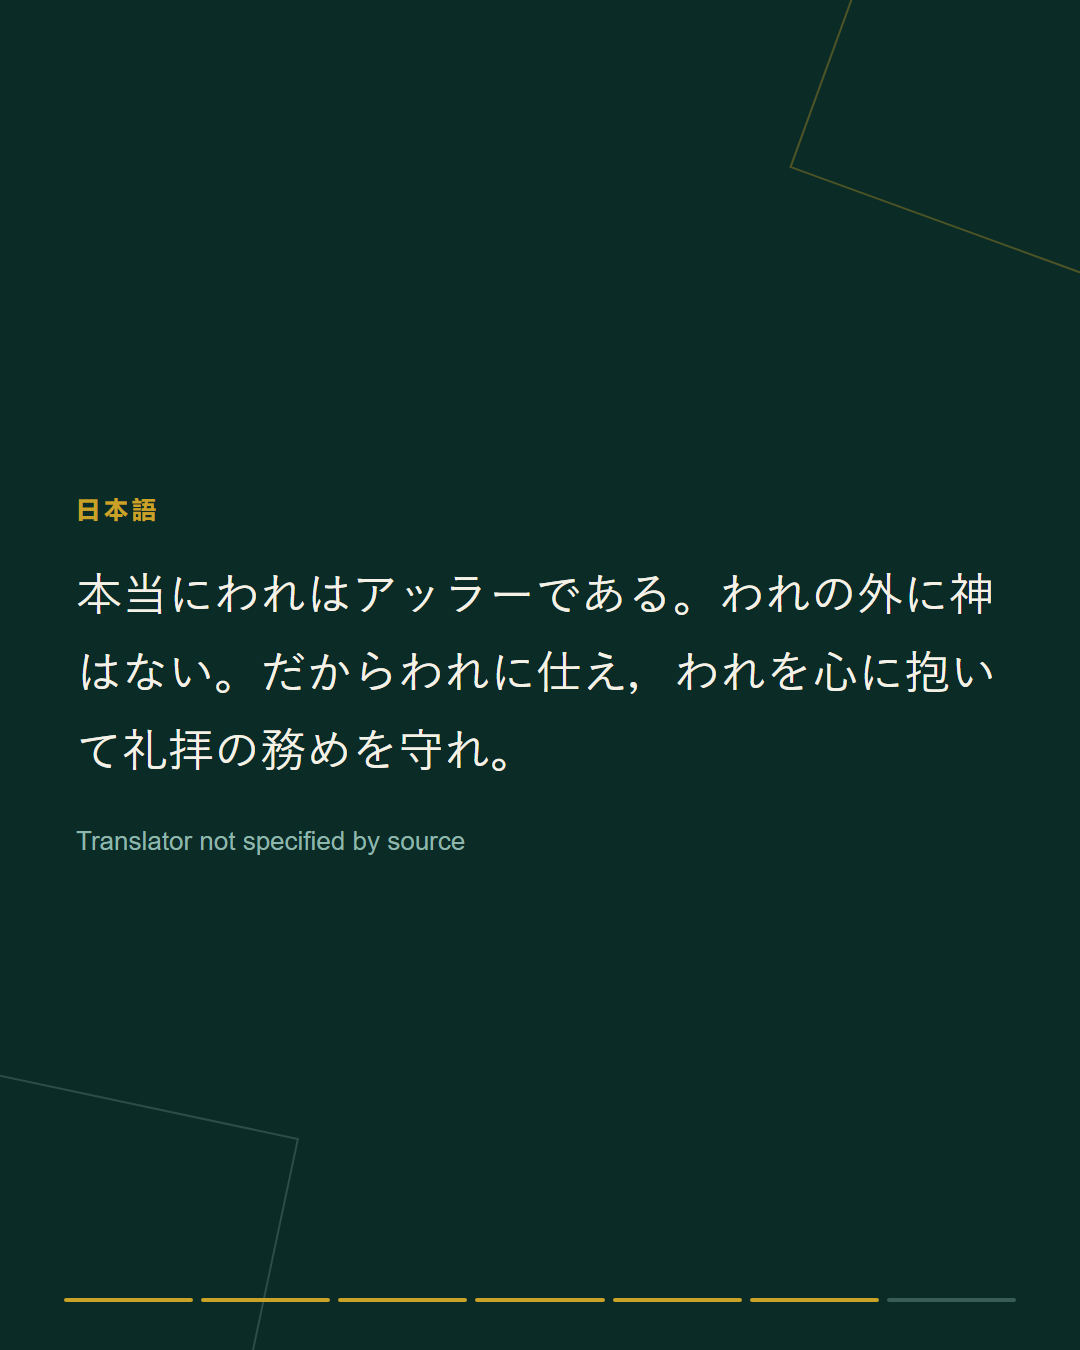 日本語
本当にわれはアッラーである。われの外に神
はない。だからわれに仕え，われを心に抱い
て礼拝の務めを守れ。
Translator not specified by source